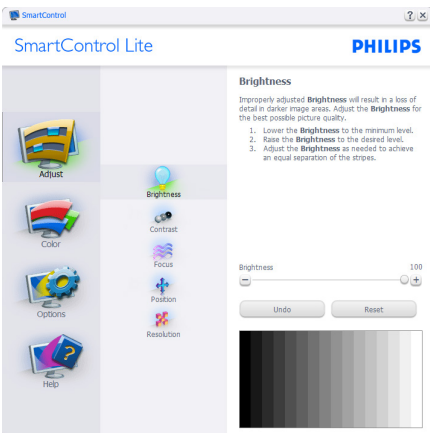 SmartControl
? X
SmartControl Lite
PHILIPS
Adjust
Color
Options
Help
Brightness
Contrast
Focus
Position
Resolution
Brightness
Improperly adjusted Brightness will result in a loss of
detail in darker image areas. Adjust the Brightness for
the best possible picture quality.
1. Lower the Brightness to the minimum level.
2. Raise the Brightness to the desired level.
3. Adjust the Brightness as needed to achieve
an equal separation of the stripes.
Brightness 100
Undo Reset